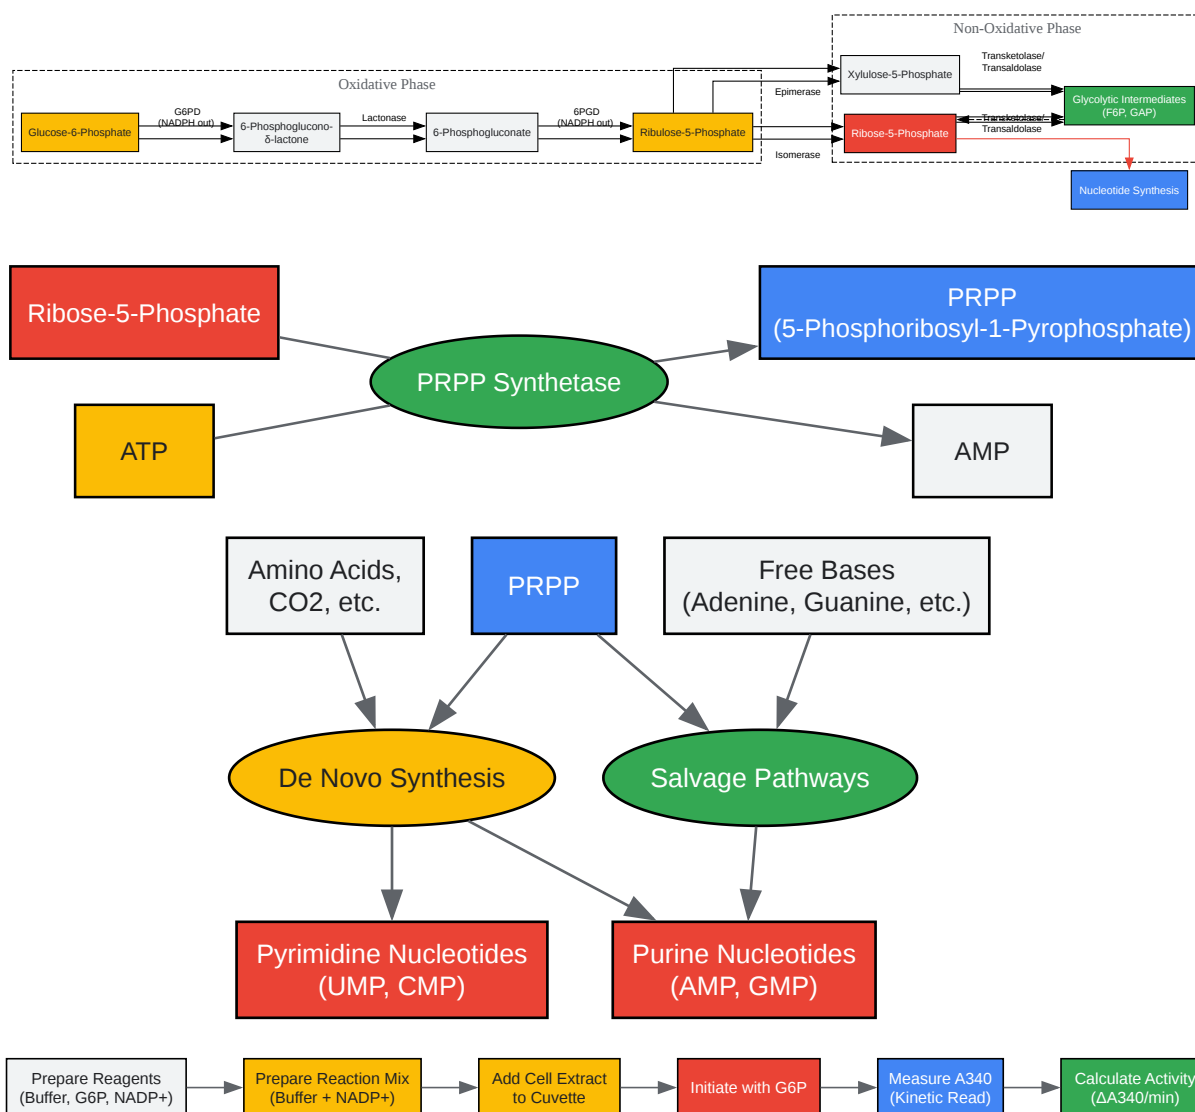 Non-Oxidative Phase
Oxidative Phase
Glucose-6-Phosphate
G6PD
(NADPH out)
6-Phosphoglucono-
δ-lactone
Lactonase
6-Phosphogluconate
6PGD
(NADPH out)
Ribulose-5-Phosphate
Epimerase
Isomerase
Xylulose-5-Phosphate
Transketolase/
Transaldolase
Ribose-5-Phosphate
Transketolase/
Transaldolase
Glycolytic Intermediates
(F6P, GAP)
Nucleotide Synthesis
Ribose-5-Phosphate
ATP
PRPP Synthetase
PRPP
(5-Phosphoribosyl-1-Pyrophosphate)
AMP
Amino Acids,
CO2, etc.
PRPP
Free Bases
(Adenine, Guanine, etc.)
De Novo Synthesis
Salvage Pathways
Pyrimidine Nucleotides
(UMP, CMP)
Purine Nucleotides
(AMP, GMP)
Prepare Reagents
(Buffer, G6P, NADP+)
Prepare Reaction Mix
(Buffer + NADP+)
Add Cell Extract
to Cuvette
Initiate with G6P
Measure A340
(Kinetic Read)
Calculate Activity
(ΔA340/min)